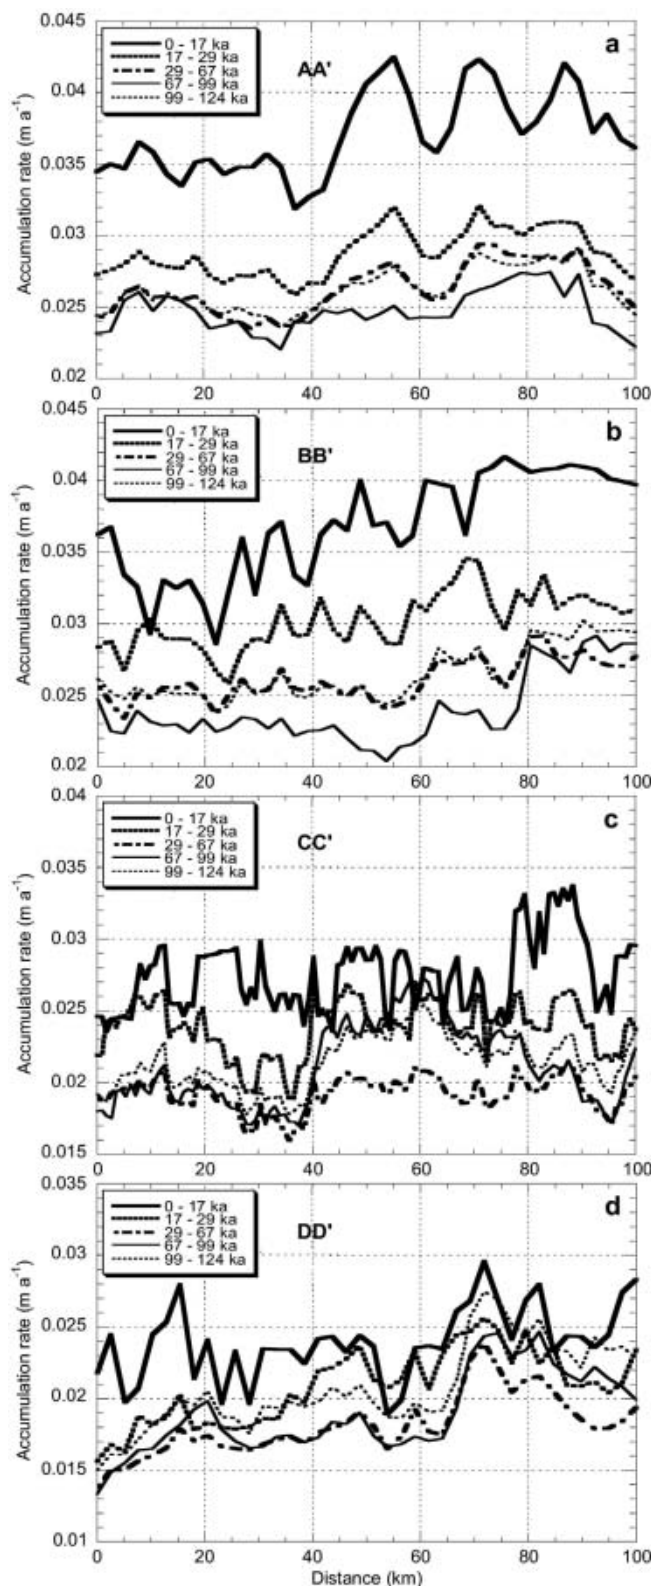 0.045
a
0 - 17 ka
17 - 29 ka
29 - 67 ka
67 - 99 ka
99 - 124 ka
AA'
0.04
0.035
0.03
0.025
0.02
Accumulation rate (m a⁻¹)
0 20 40 60 80 100
0.045
b
0 - 17 ka
17 - 29 ka
29 - 67 ka
67 - 99 ka
99 - 124 ka
BB'
0.04
0.035
0.03
0.025
0.02
Accumulation rate (m a⁻¹)
0 20 40 60 80 100
0.04
c
0 - 17 ka
17 - 29 ka
29 - 67 ka
67 - 99 ka
99 - 124 ka
CC'
0.035
0.03
0.025
0.02
0.015
Accumulation rate (m a⁻¹)
0 20 40 60 80 100
0.035
d
0 - 17 ka
17 - 29 ka
29 - 67 ka
67 - 99 ka
99 - 124 ka
DD'
0.03
0.025
0.02
0.015
0.01
Accumulation rate (m a⁻¹)
0 20 40 60 80 100
Distance (km)